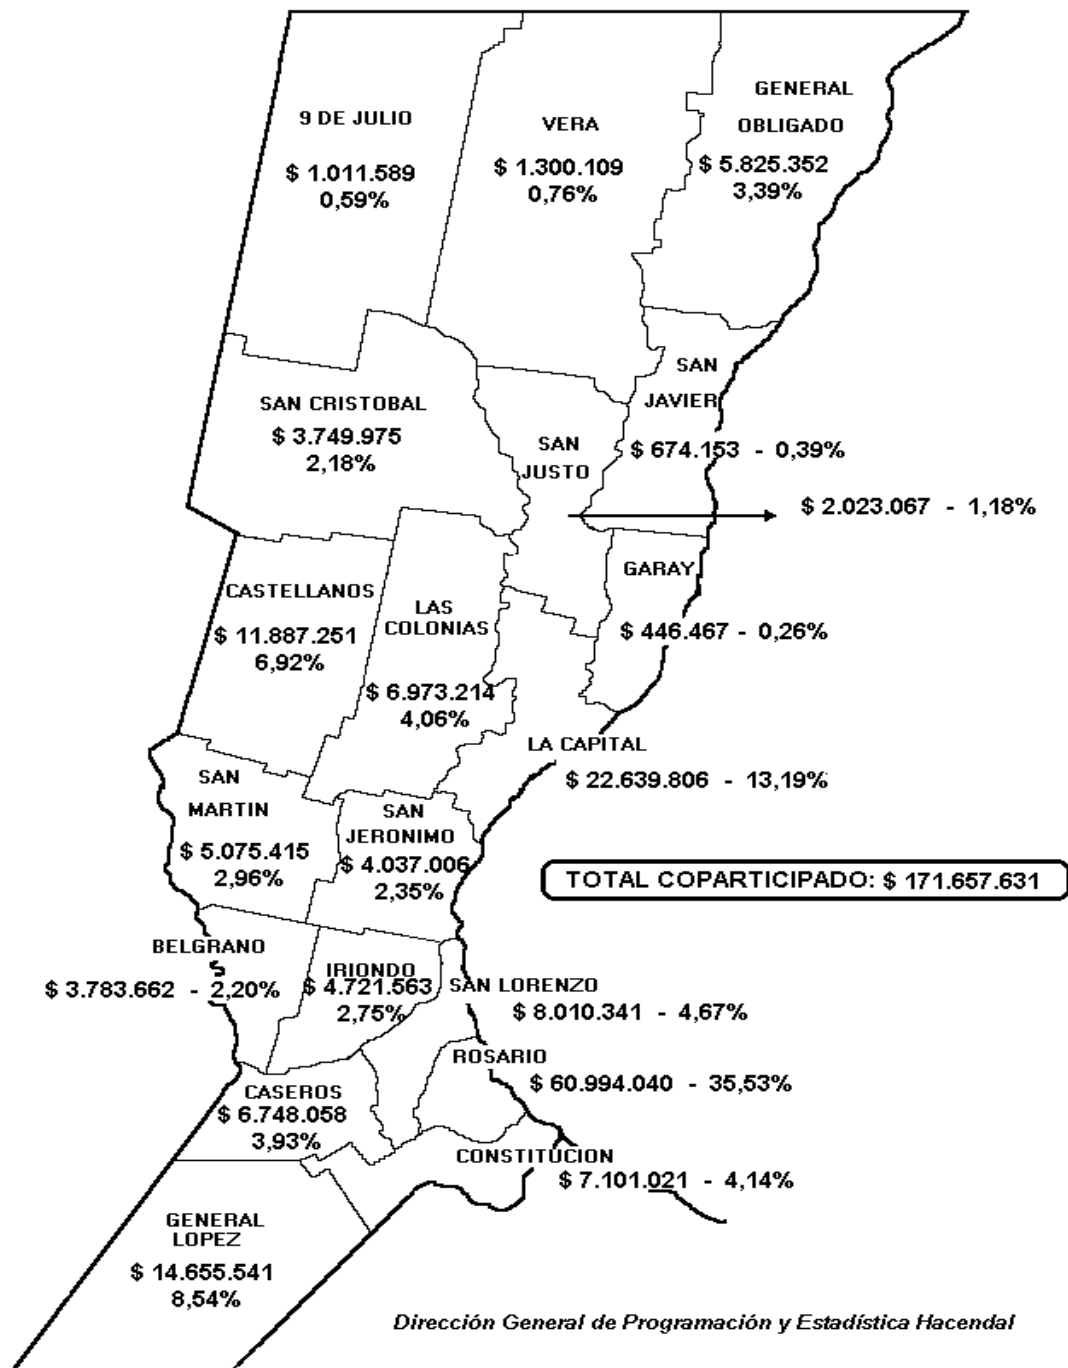 9 DE JULIO
$ 1.011.589
0,59%
VERA
$ 1.300.109
0,76%
GENERAL
OBLIGADO
$ 5.825.352
3,39%
SAN CRISTOBAL
$ 3.749.975
2,18%
SAN
JUSTO
$ 2.023.067 - 1,18%
SAN
JAVIER
$ 674.153 - 0,39%
CASTELLANOS
$ 11.887.251
6,92%
LAS
COLONIAS
$ 6.973.214
4,06%
GARAY
$ 446.467 - 0,26%
LA CAPITAL
$ 22.639.806 - 13,19%
SAN
MARTIN
$ 5.075.415
2,96%
SAN
JERONIMO
$ 4.037.006
2,35%
TOTAL COPARTICIPADO: $ 171.657.631
BELGRANO
$ 3.783.662 - 2,20%
IRIONDO
$ 4.721.563
2,75%
SAN LORENZO
$ 8.010.341 - 4,67%
ROSARIO
$ 60.994.040 - 35,53%
CASEROS
$ 6.748.058
3,93%
CONSTITUCION
$ 7.101.021 - 4,14%
GENERAL
LOPEZ
$ 14.655.541
8,54%
Dirección General de Programación y Estadística Hacendal